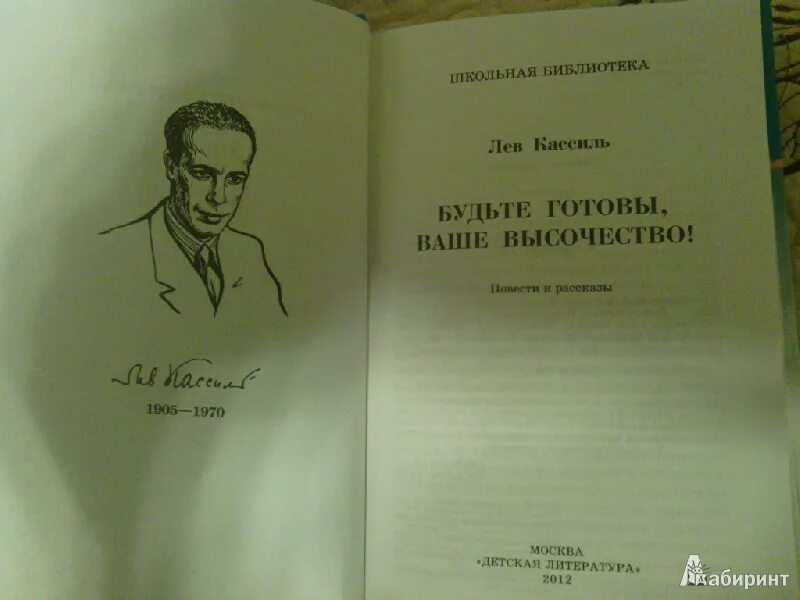 Лев Кассиль
1905—1970
ШКОЛЬНАЯ БИБЛИОТЕКА
Лев Кассиль
БУДЬТЕ ГОТОВЫ,
ВАШЕ ВЫСОЧЕСТВО!
Повести и рассказы
МОСКВА
«ДЕТСКАЯ ЛИТЕРАТУРА»
2012
Лабиринт